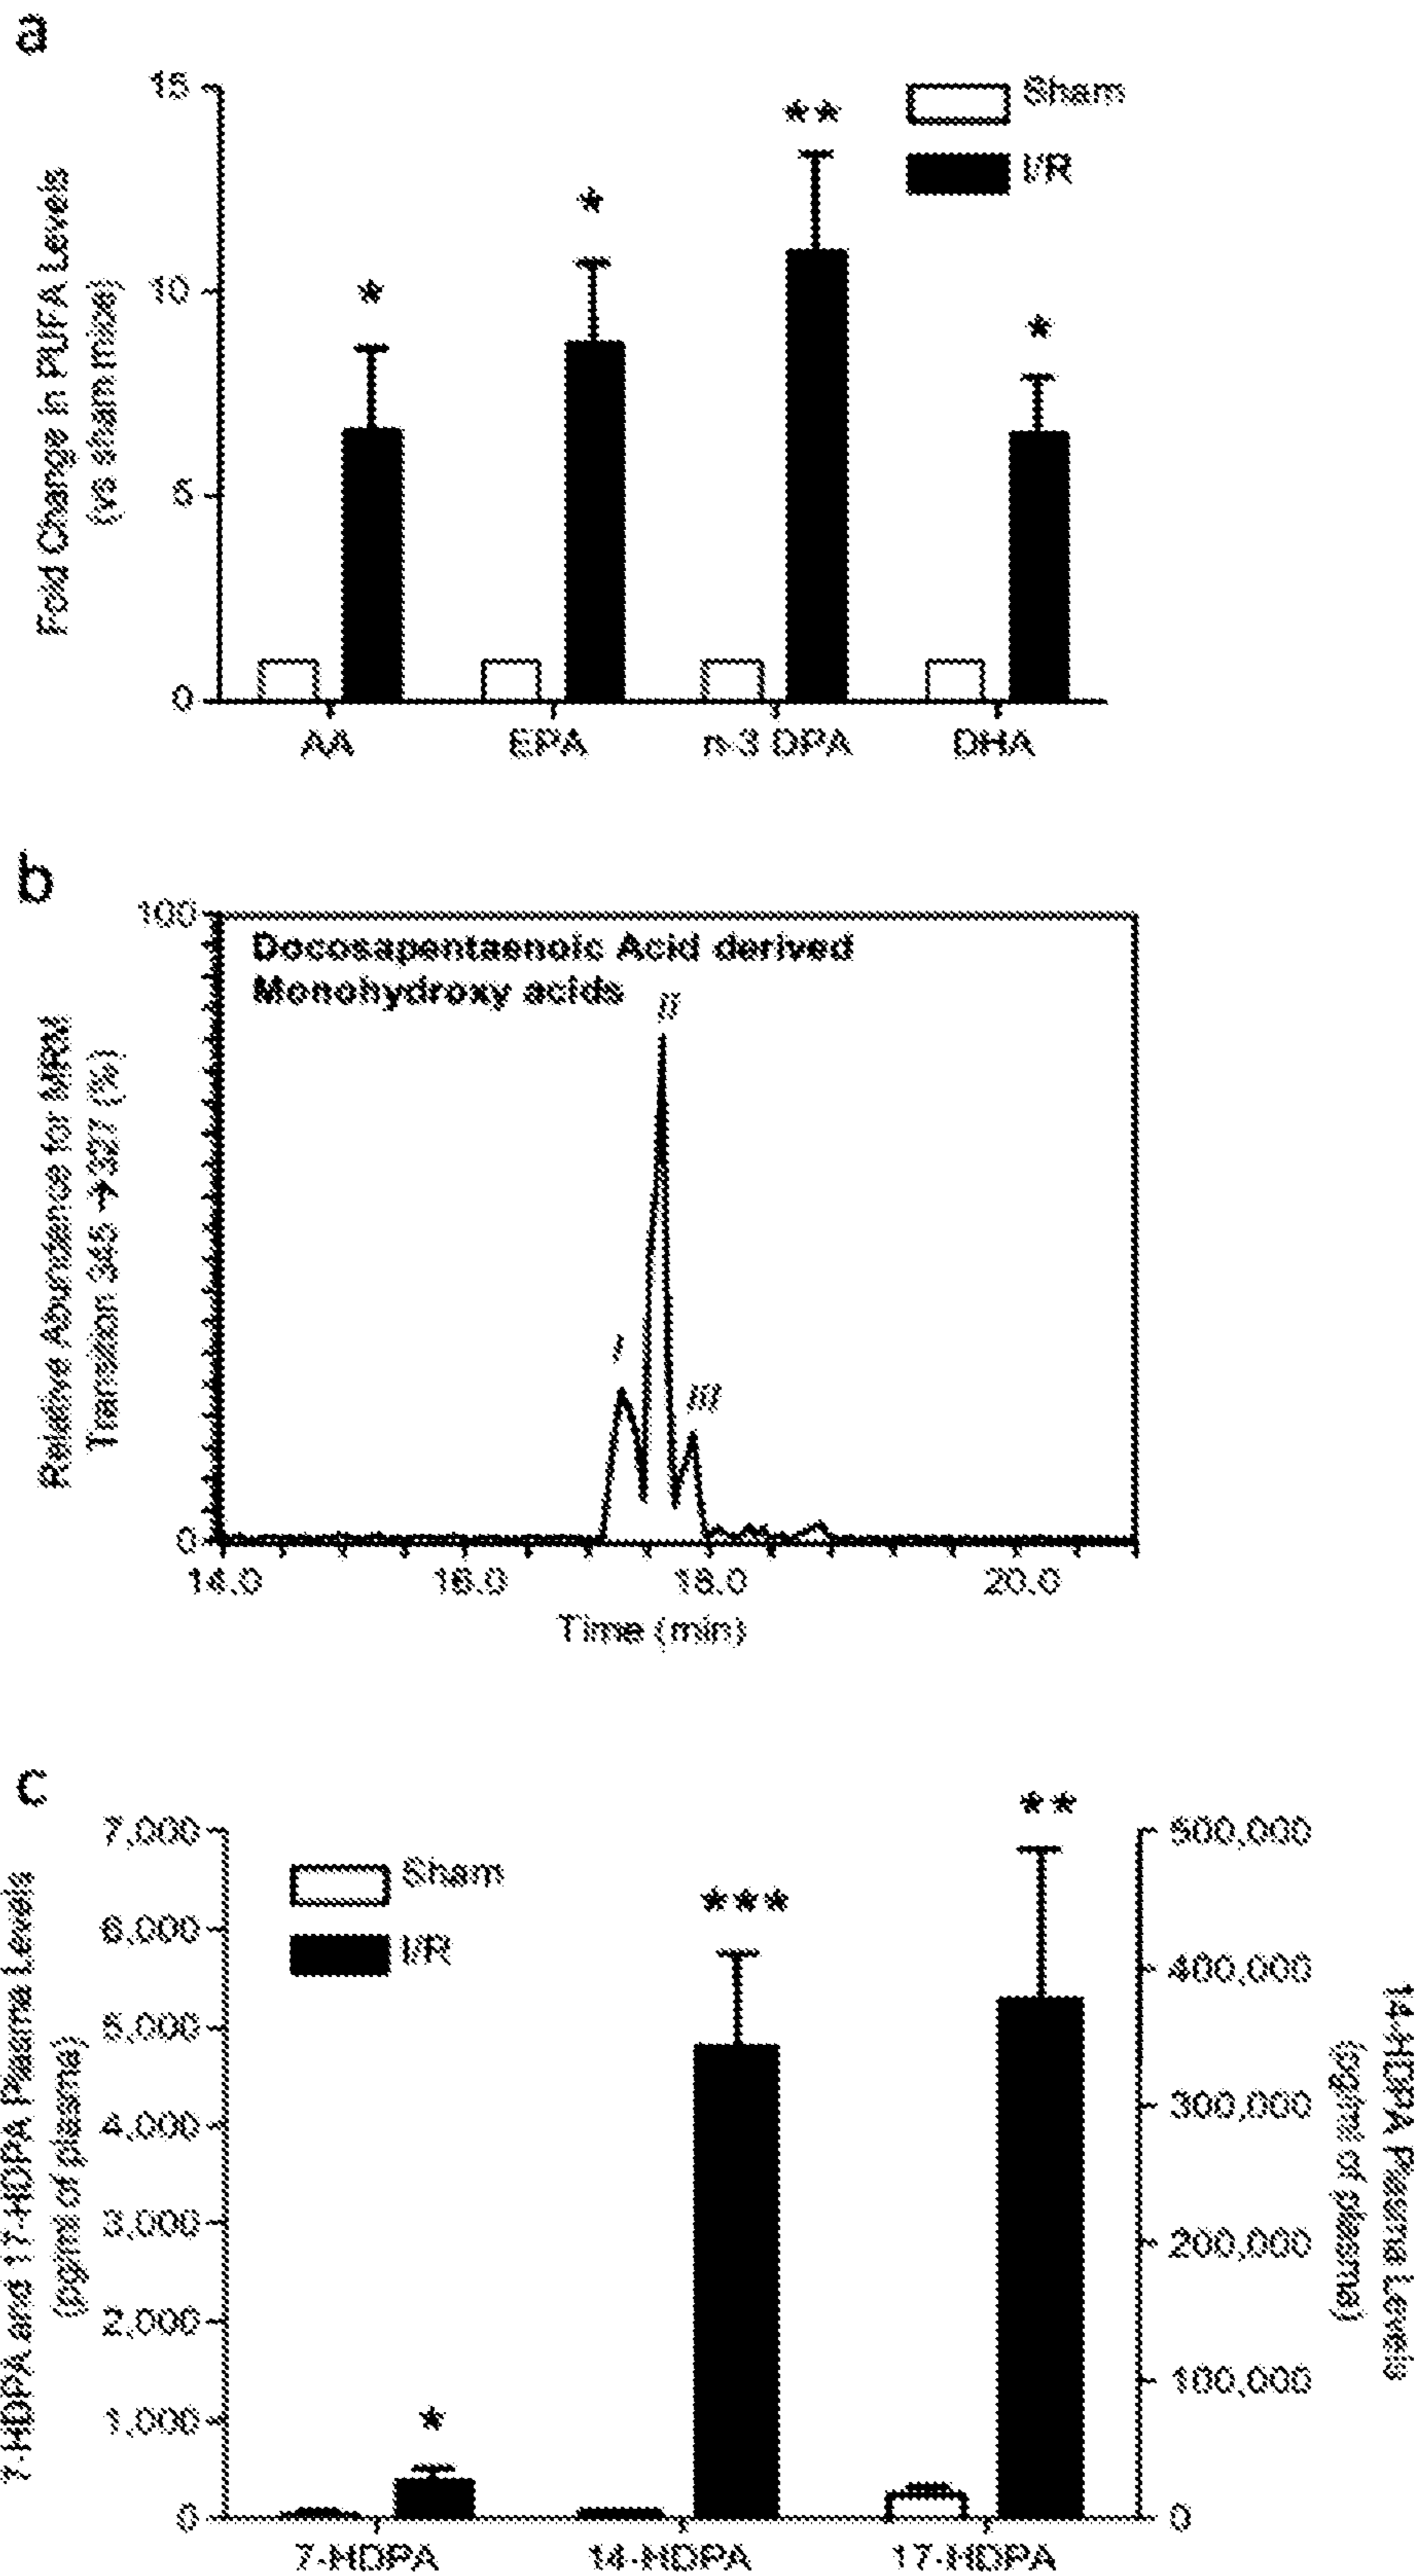 a
15
10
5
0
Fold Change in PUFA Levels
(vs sham mice)
Sham
I/R
*
*
**
*
AA
EPA
n-3 DPA
DHA
b
100
0
Relative Abundance for MRM
Transition 345 ➔327 (%)
Docosapentaenoic Acid derived
Monohydroxy acids
I
II
III
14.0
16.0
18.0
20.0
Time (min)
c
7,000
6,000
5,000
4,000
3,000
2,000
1,000
0
7-HDPA and 17-HDPA Plasma Levels
(pg/ml of plasma)
Sham
I/R
*
***
**
500,000
400,000
300,000
200,000
100,000
0
14-HDPA Plasma Levels
(pg/ml of plasma)
7-HDPA
14-HDPA
17-HDPA